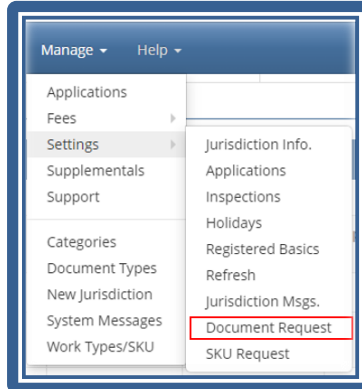 Manage Help
Applications
Fees
Settings
Supplementals
Support
Categories
Document Types
New Jurisdiction
System Messages
Work Types/SKU
Jurisdiction Info.
Applications
Inspections
Holidays
Registered Basics
Refresh
Jurisdiction Msgs.
Document Request
SKU Request